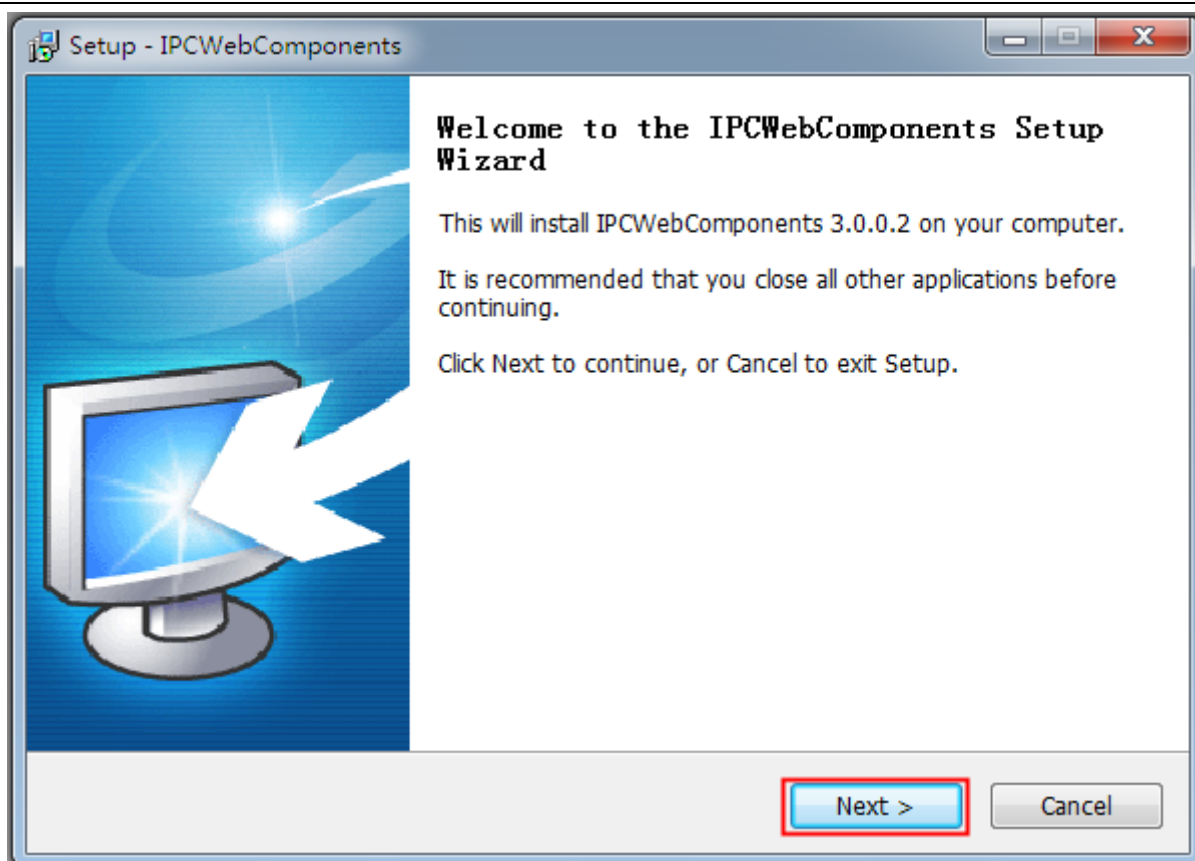 Setup - IPCWebComponents
Welcome to the IPCWebComponents Setup
Wizard
This will install IPCWebComponents 3.0.0.2 on your computer.
It is recommended that you close all other applications before
continuing.
Click Next to continue, or Cancel to exit Setup.
Next >
Cancel